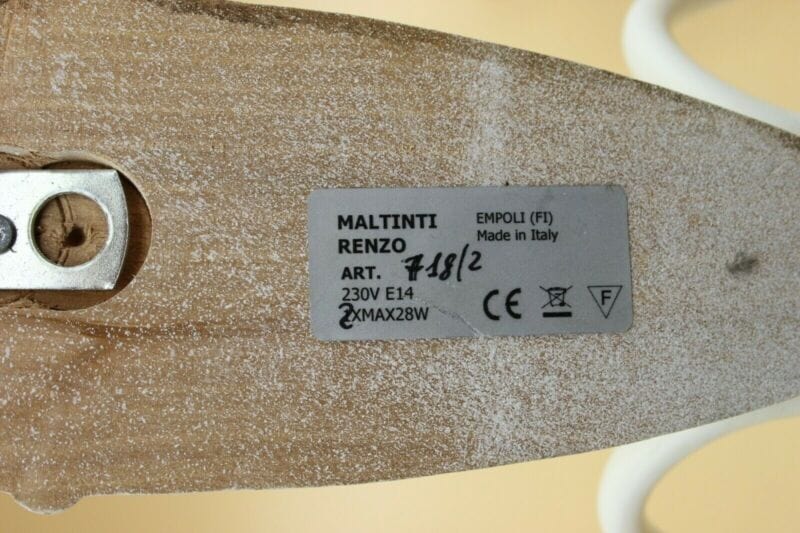 MALTINTI
RENZO
EMPOLI (FI)
Made in Italy
ART. 718/2
230V E14
2XMAX28W
CE
F